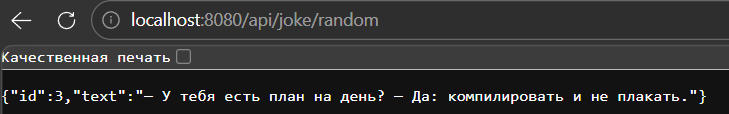 localhost:8080/api/joke/random
Качественная печать
{"id":3,"text":"— У тебя есть план на день? — Да: компилировать и не плакать."}